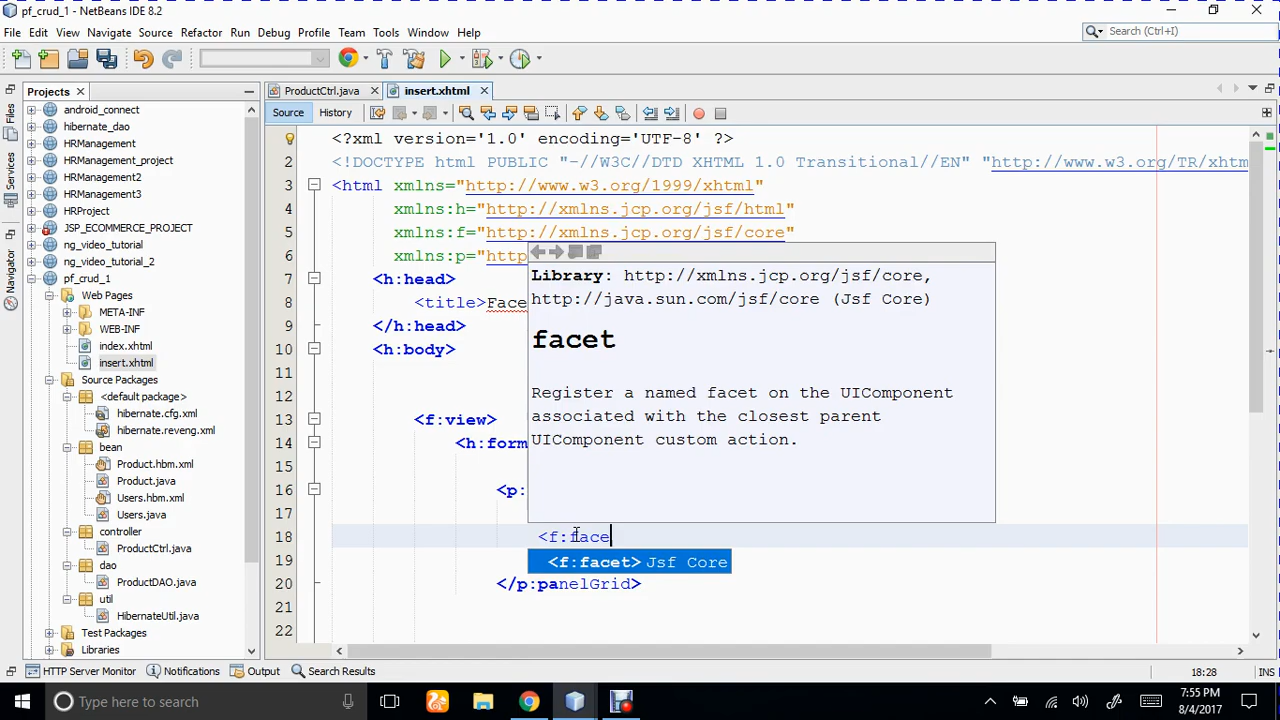 pf_crud_1 - NetBeans IDE 8.2
File Edit View Navigate Source Refactor Run Debug Profile Team Tools Window Help
Search (Ctrl+I)
Projects
ProductCtrl.java
insert.xhtml
Source History
Files
Services
Navigator
android_connect
hibernate_dao
HRManagement
HRManagement_project
HRManagement2
HRManagement3
HRProject
JSP_ECOMMERCE_PROJECT
ng_video_tutorial
ng_video_tutorial_2
pf_crud_1
Web Pages
META-INF
WEB-INF
index.xhtml
insert.xhtml
Source Packages
<default package>
hibernate.cfg.xml
hibernate.reveng.xml
bean
Product.hbm.xml
Product.java
Users.hbm.xml
Users.java
controller
ProductCtrl.java
dao
ProductDAO.java
util
HibernateUtil.java
Test Packages
Libraries
<?xml version='1.0' encoding='UTF-8' ?>
2 <!DOCTYPE html PUBLIC "-//W3C//DTD XHTML 1.0 Transitional//EN" "http://www.w3.org/TR/xhtm
3 <html xmlns="http://www.w3.org/1999/xhtml"
4 xmlns:h="http://xmlns.jcp.org/jsf/html"
5 xmlns:f="http://xmlns.jcp.org/jsf/core"
6 xmlns:p="http
7 <h:head>
8 <title>Face
9 </h:head>
10 <h:body>
11
12
13 <f:view>
14 <h:form
15
16 <p:
17
18 <f:face
19
20 </p:panelGrid>
21
22
Library: http://xmlns.jcp.org/jsf/core,
http://java.sun.com/jsf/core (Jsf Core)
facet
Register a named facet on the UIComponent
associated with the closest parent
UIComponent custom action.
<f:facet> Jsf Core
HTTP Server Monitor Notifications Output Search Results
18:28 INS
Type here to search
7:55 PM
8/4/2017